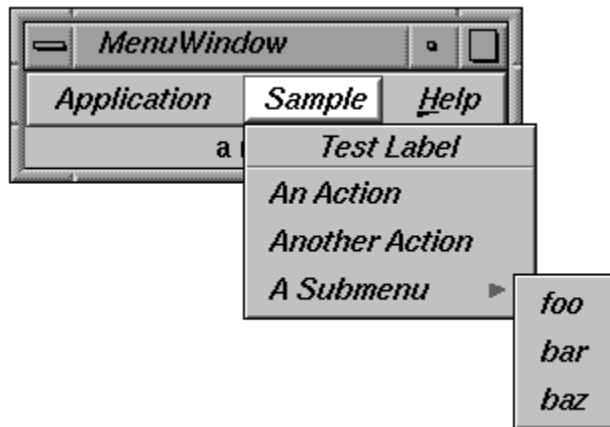 MenuWindow
Application Sample Help
a
Test Label
An Action
Another Action
A Submenu
foo
bar
baz